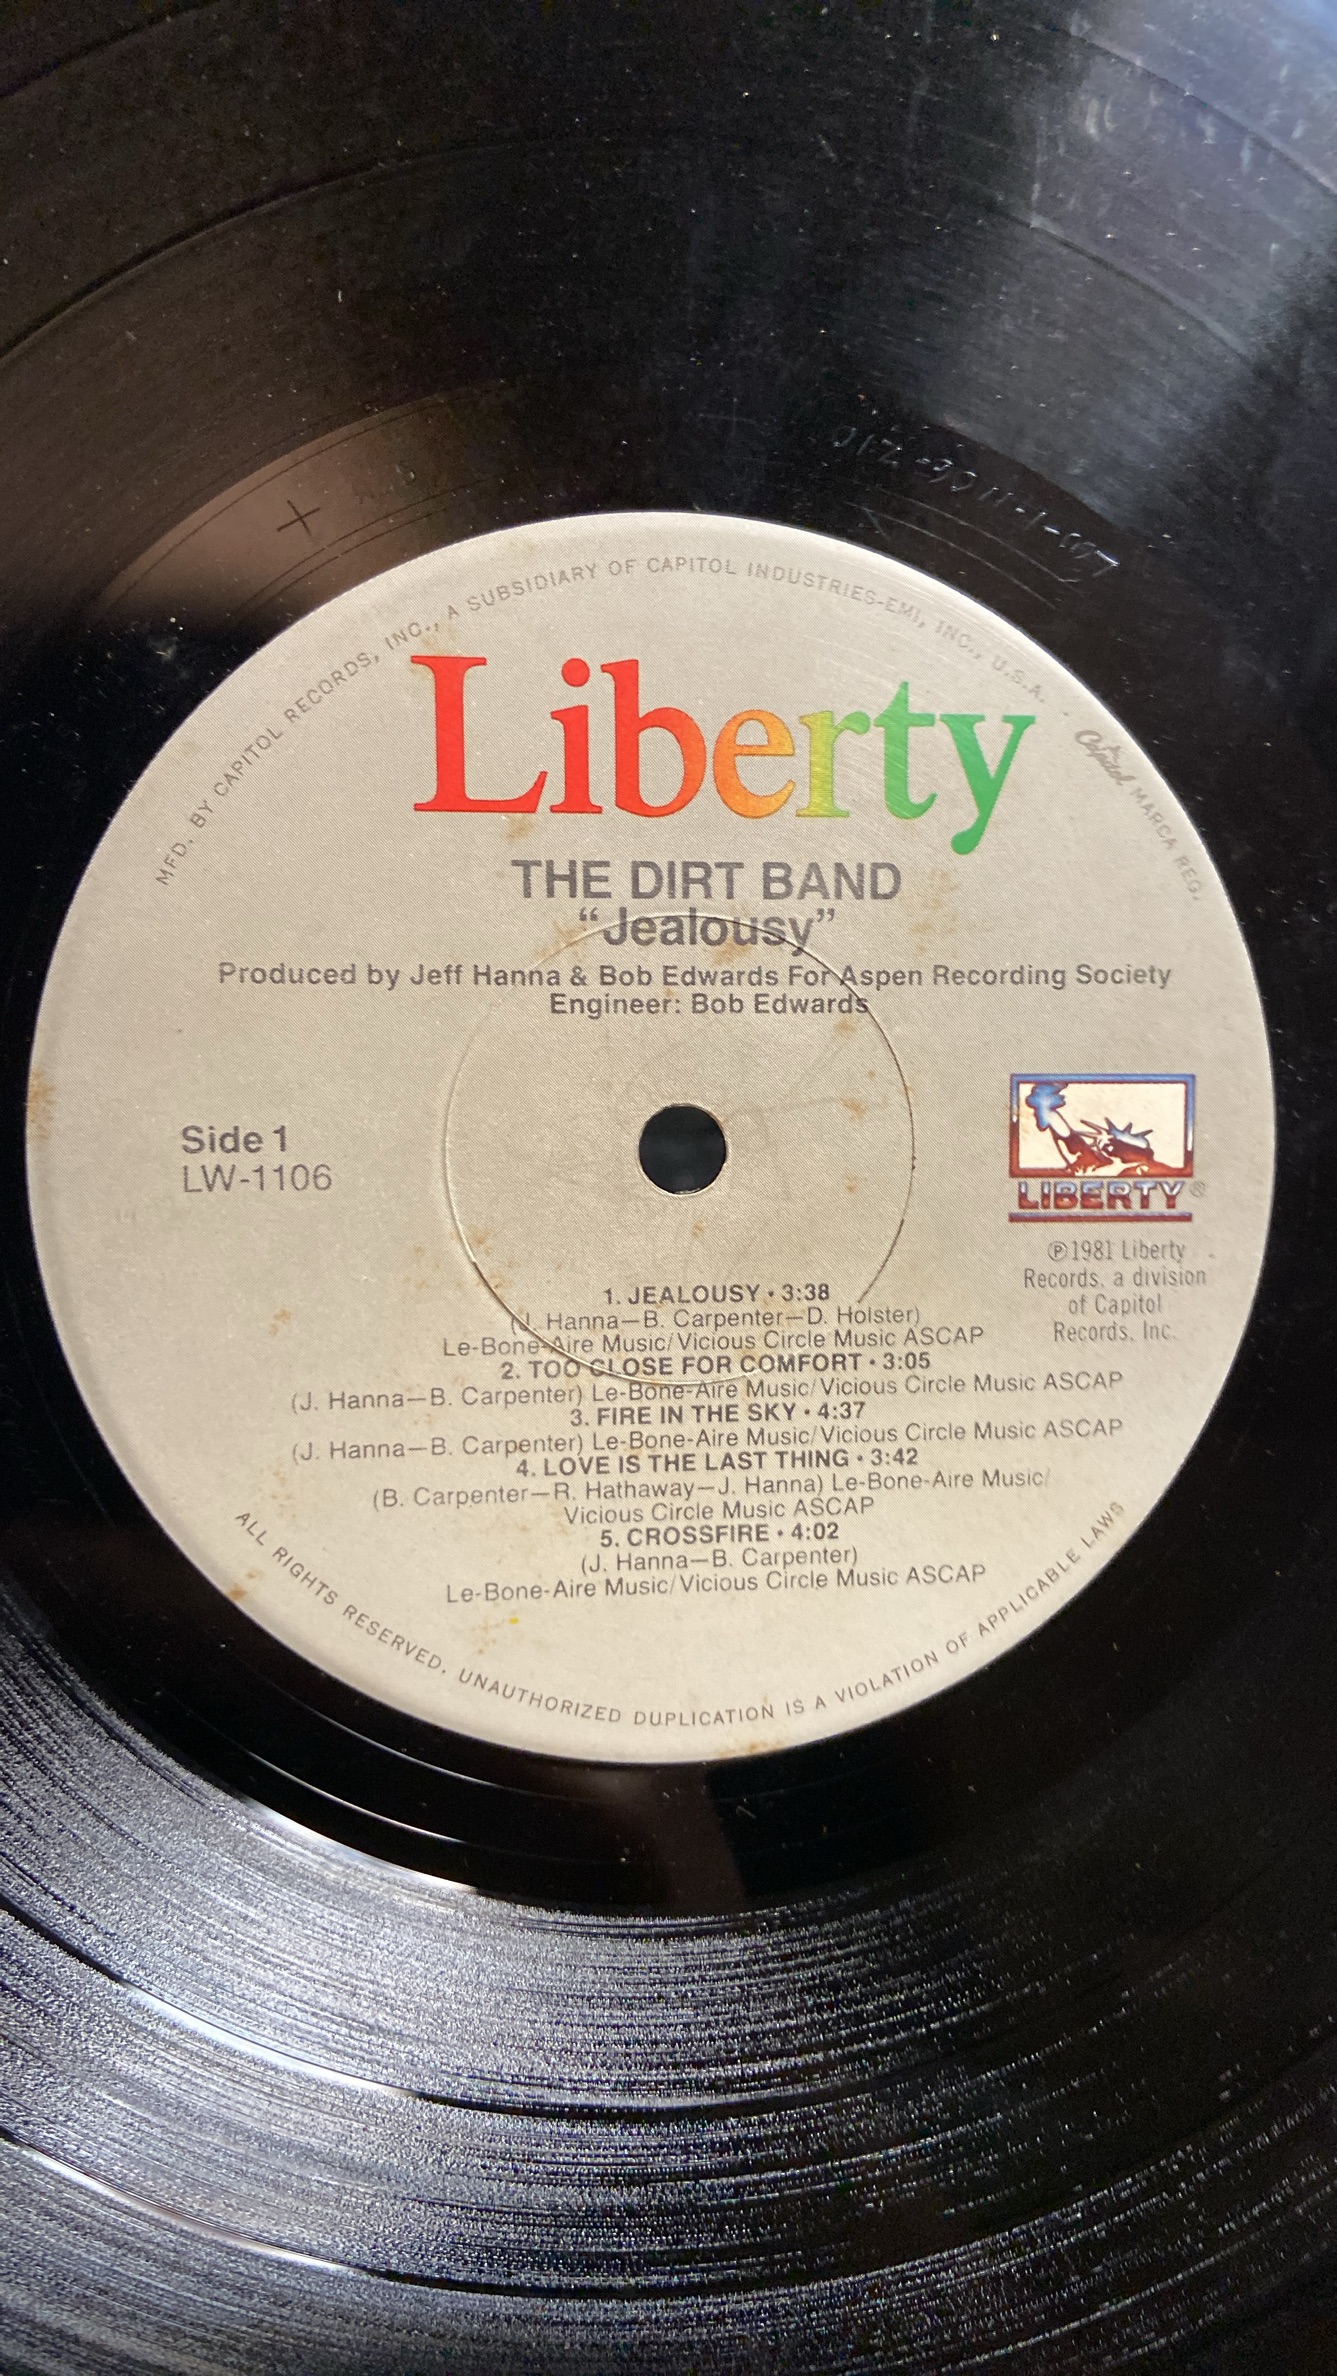 MFD. BY CAPITOL RECORDS, INC., A SUBSIDIARY OF CAPITOL INDUSTRIES-EMI, INC., U.S.A. · Capitol MARCA REG.
Liberty
THE DIRT BAND
“Jealousy”
Produced by Jeff Hanna & Bob Edwards For Aspen Recording Society
Engineer: Bob Edwards
Side 1
LW-1106
LIBERTY®
℗1981 Liberty
Records, a division
of Capitol
Records, Inc.
1. JEALOUSY • 3:38
(J. Hanna—B. Carpenter—D. Holster)
Le-Bone-Aire Music/Vicious Circle Music ASCAP
2. TOO CLOSE FOR COMFORT • 3:05
(J. Hanna—B. Carpenter) Le-Bone-Aire Music/Vicious Circle Music ASCAP
3. FIRE IN THE SKY • 4:37
(J. Hanna—B. Carpenter) Le-Bone-Aire Music/Vicious Circle Music ASCAP
4. LOVE IS THE LAST THING • 3:42
(B. Carpenter—R. Hathaway—J. Hanna) Le-Bone-Aire Music/
Vicious Circle Music ASCAP
5. CROSSFIRE • 4:02
(J. Hanna—B. Carpenter)
Le-Bone-Aire Music/Vicious Circle Music ASCAP
ALL RIGHTS RESERVED. UNAUTHORIZED DUPLICATION IS A VIOLATION OF APPLICABLE LAWS